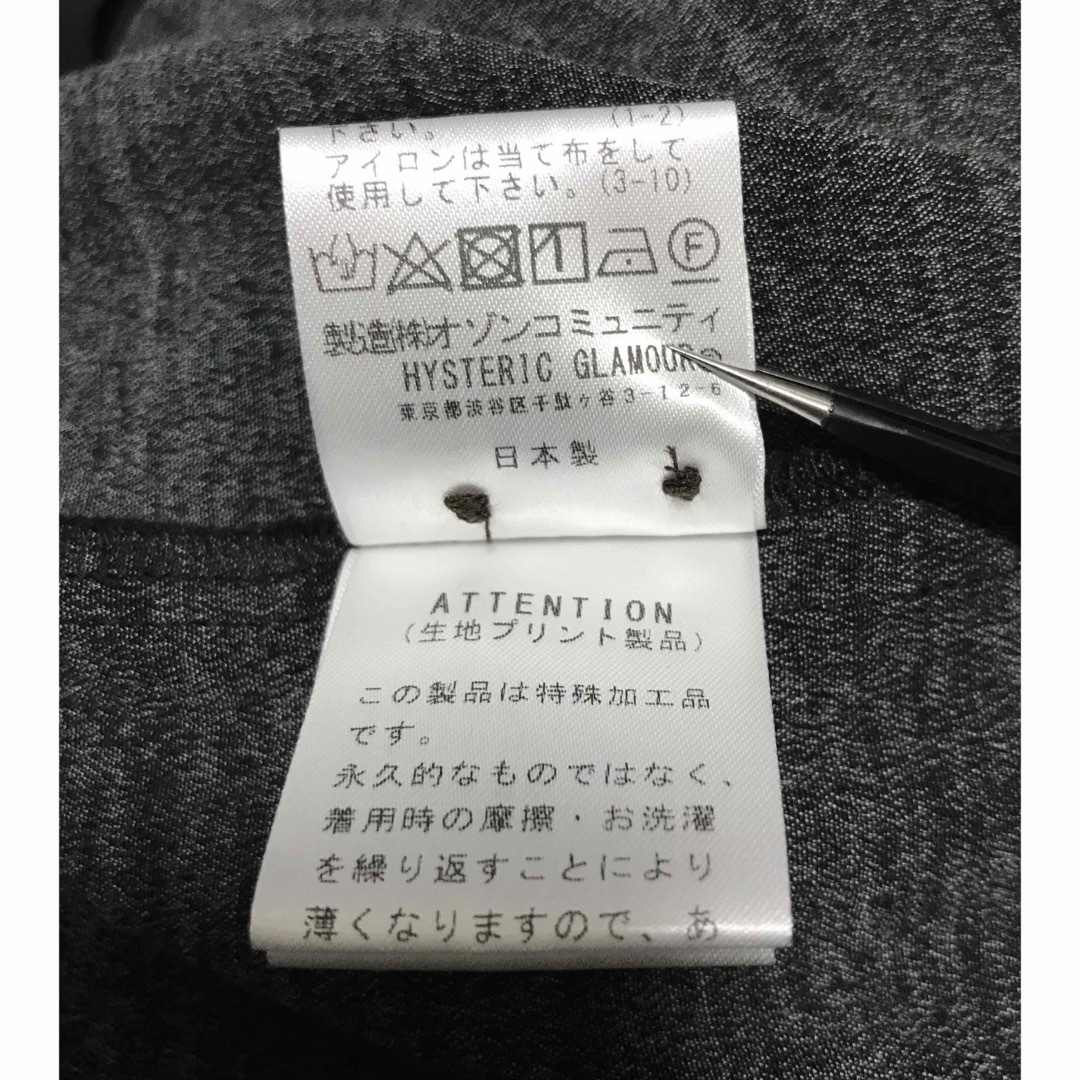 下さい。 (1-2)
アイロンは当て布をして
使用して下さい。(3-10)
F
製造(株)オゾンコミュニティ
HYSTERIC GLAMOUR®
東京都渋谷区千駄ヶ谷3-12-6
日本製
ATTENTION
(生地プリント製品)
この製品は特殊加工品
です。
永久的なものではなく、
着用時の摩擦・お洗濯
を繰り返すことにより
薄くなりますので、あ